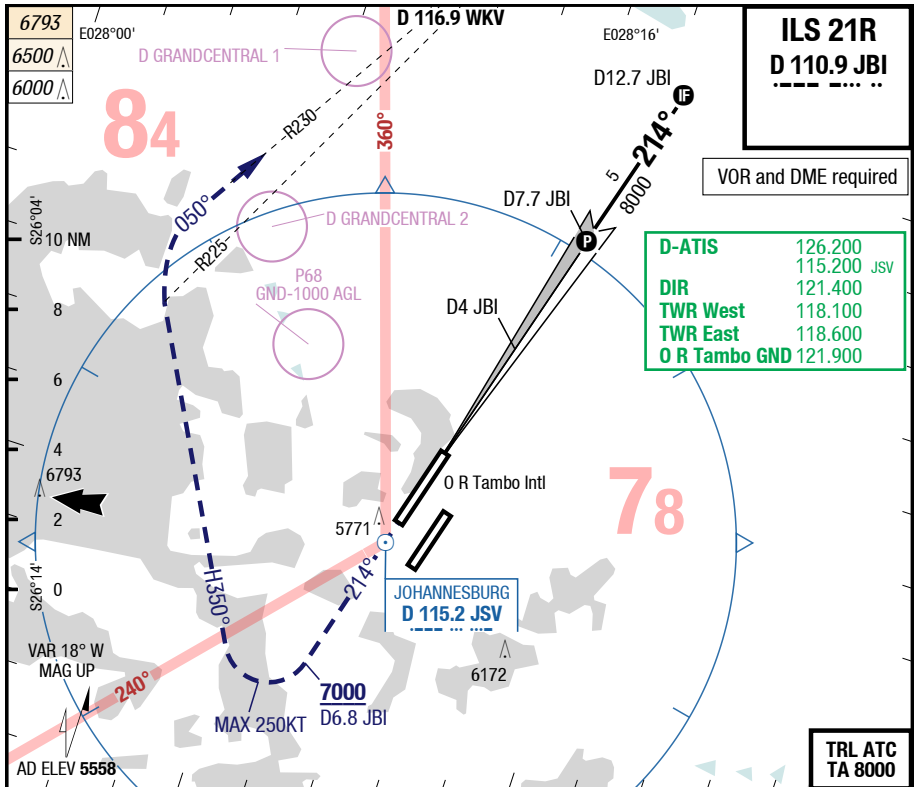 6793
6500
6000
E028°00'
D 116.9 WKV
E028°16'
ILS 21R
D 110.9 JBI
VOR and DME required
D-ATIS 126.200
115.200 JSV
DIR 121.400
TWR West 118.100
TWR East 118.600
O R Tambo GND 121.900
D GRANDCENTRAL 1
D12.7 JBI
IF
84
R230
360°
214°
5
8000
050°
D7.7 JBI
P
S26°04'
10 NM
R225
D GRANDCENTRAL 2
P68
GND-1000 AGL
8
D4 JBI
6
4
6793
O R Tambo Intl
78
2
5771
S26°14'
0
H350°
214°
JOHANNESBURG
D 115.2 JSV
VAR 18° W
MAG UP
240°
6172
7000
D6.8 JBI
MAX 250KT
AD ELEV 5558
TRL ATC
TA 8000